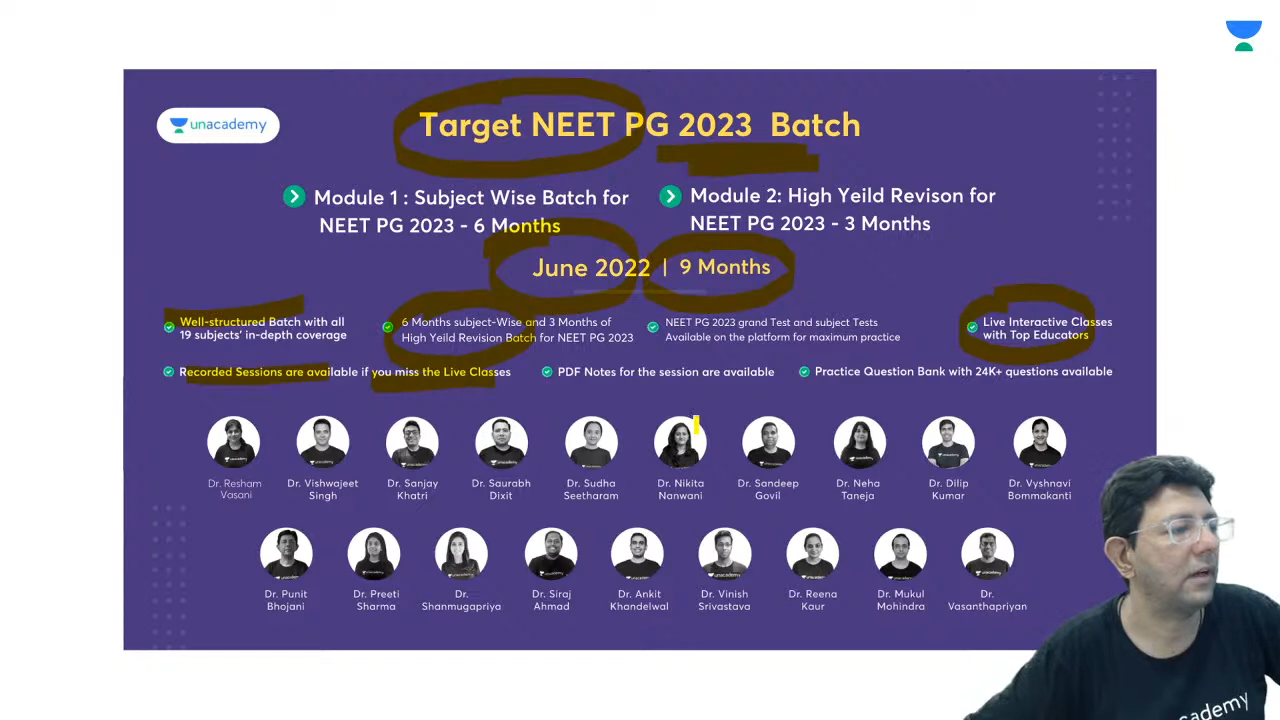 unacademy
Target NEET PG 2023 Batch
Module 1 : Subject Wise Batch for
NEET PG 2023 - 6 Months
Module 2: High Yeild Revison for
NEET PG 2023 - 3 Months
June 2022 | 9 Months
Well-structured Batch with all
19 subjects' in-depth coverage
6 Months subject-Wise and 3 Months of
High Yeild Revision Batch for NEET PG 2023
NEET PG 2023 grand Test and subject Tests
Available on the platform for maximum practice
Live Interactive Classes
with Top Educators
Recorded Sessions are available if you miss the Live Classes
PDF Notes for the session are available
Practice Question Bank with 24K+ questions available
Dr. Resham
Vasani
Dr. Vishwajeet
Singh
Dr. Sanjay
Khatri
Dr. Saurabh
Dixit
Dr. Sudha
Seetharam
Dr. Nikita
Nanwani
Dr. Sandeep
Govil
Dr. Neha
Taneja
Dr. Dilip
Kumar
Dr. Vyshnavi
Bommakanti
Dr. Punit
Bhojani
Dr. Preeti
Sharma
Dr.
Shanmugapriya
Dr. Siraj
Ahmad
Dr. Ankit
Khandelwal
Dr. Vinish
Srivastava
Dr. Reena
Kaur
Dr. Mukul
Mohindra
Dr.
Vasanthapriyan
unacademy